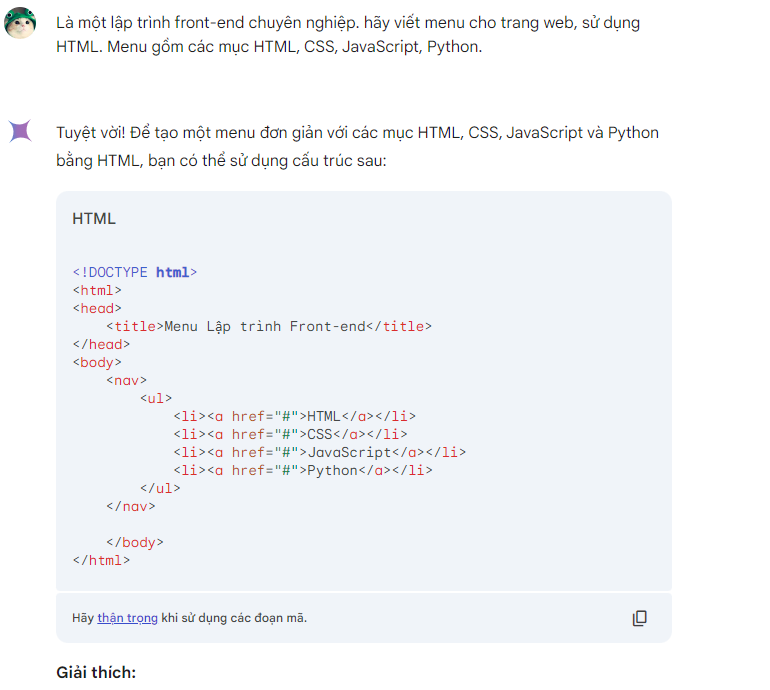 Là một lập trình front-end chuyên nghiệp. hãy viết menu cho trang web, sử dụng
HTML. Menu gồm các mục HTML, CSS, JavaScript, Python.
Tuyệt vời! Để tạo một menu đơn giản với các mục HTML, CSS, JavaScript và Python
bằng HTML, bạn có thể sử dụng cấu trúc sau:
HTML
<!DOCTYPE html>
<html>
<head>
    <title>Menu Lập trình Front-end</title>
</head>
<body>
    <nav>
        <ul>
            <li><a href="#">HTML</a></li>
            <li><a href="#">CSS</a></li>
            <li><a href="#">JavaScript</a></li>
            <li><a href="#">Python</a></li>
        </ul>
    </nav>
    </body>
</html>
Hãy thận trọng khi sử dụng các đoạn mã.
Giải thích: